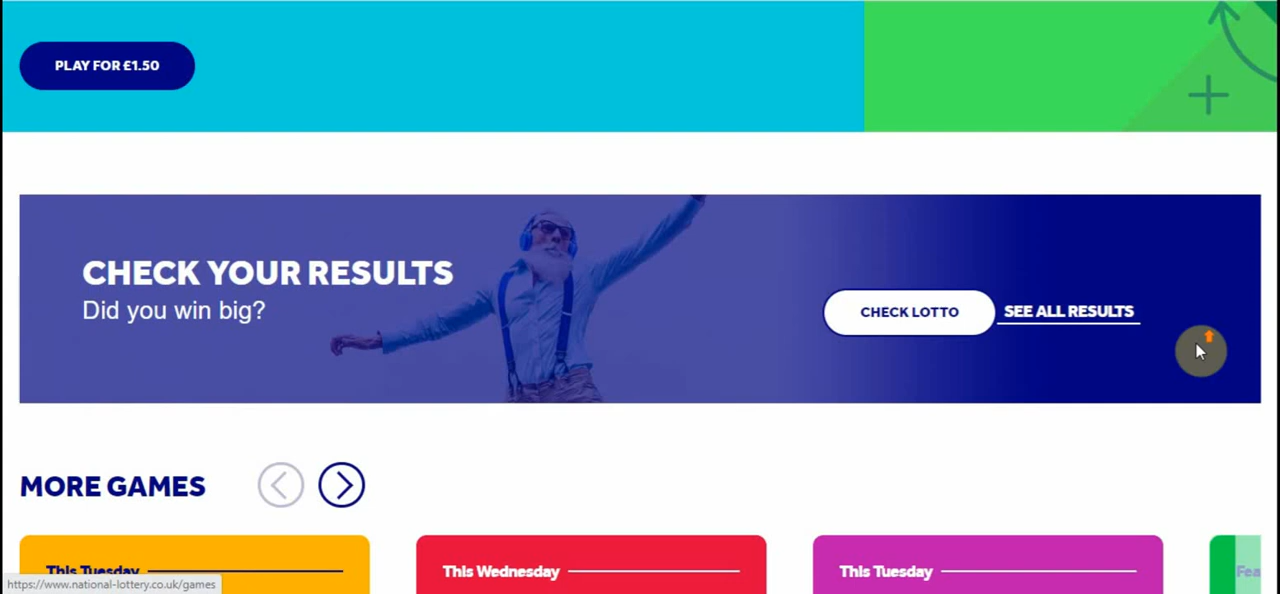 PLAY FOR £1.50
CHECK YOUR RESULTS
Did you win big?
CHECK LOTTO
SEE ALL RESULTS
MORE GAMES
This Tuesday
This Wednesday
This Tuesday
Fea
https://www.national-lottery.co.uk/games